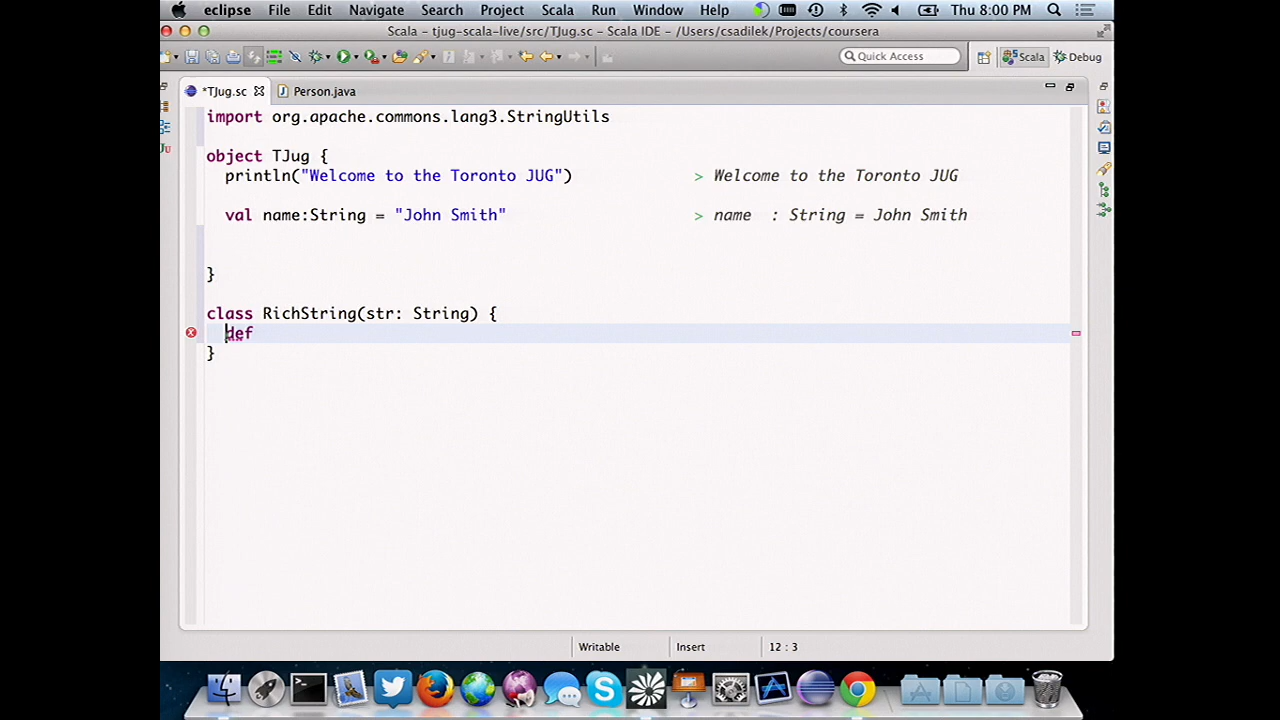 eclipse File Edit Navigate Search Project Scala Run Window Help Thu 8:00 PM
Scala – tjug-scala-live/src/TJug.sc – Scala IDE – /Users/csadilek/Projects/coursera
Quick Access Scala Debug
*TJug.sc Person.java
import org.apache.commons.lang3.StringUtils
object TJug {
println("Welcome to the Toronto JUG") > Welcome to the Toronto JUG
val name:String = "John Smith" > name : String = John Smith
}
class RichString(str: String) {
def
}
Writable Insert 12 : 3